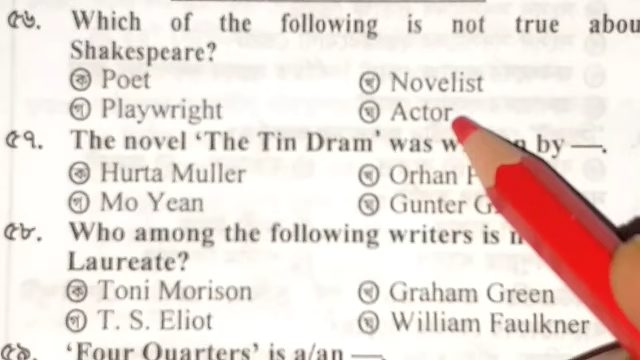 ৫৬. Which of the following is not true abou
Shakespeare?
ⓚ Poet ⓠ Novelist
ⓖ Playwright ⓗ Actor
৫৭. The novel ‘The Tin Dram’ was by —.
ক Hurta Muller খ Orhan
গ Mo Yean ঘ Gunter G
৫৮. Who among the following writers is
Laureate?
ক Toni Morison খ Graham Green
গ T. S. Eliot ঘ William Faulkner
৫৯. ‘Four Quarters’ is a/an —.